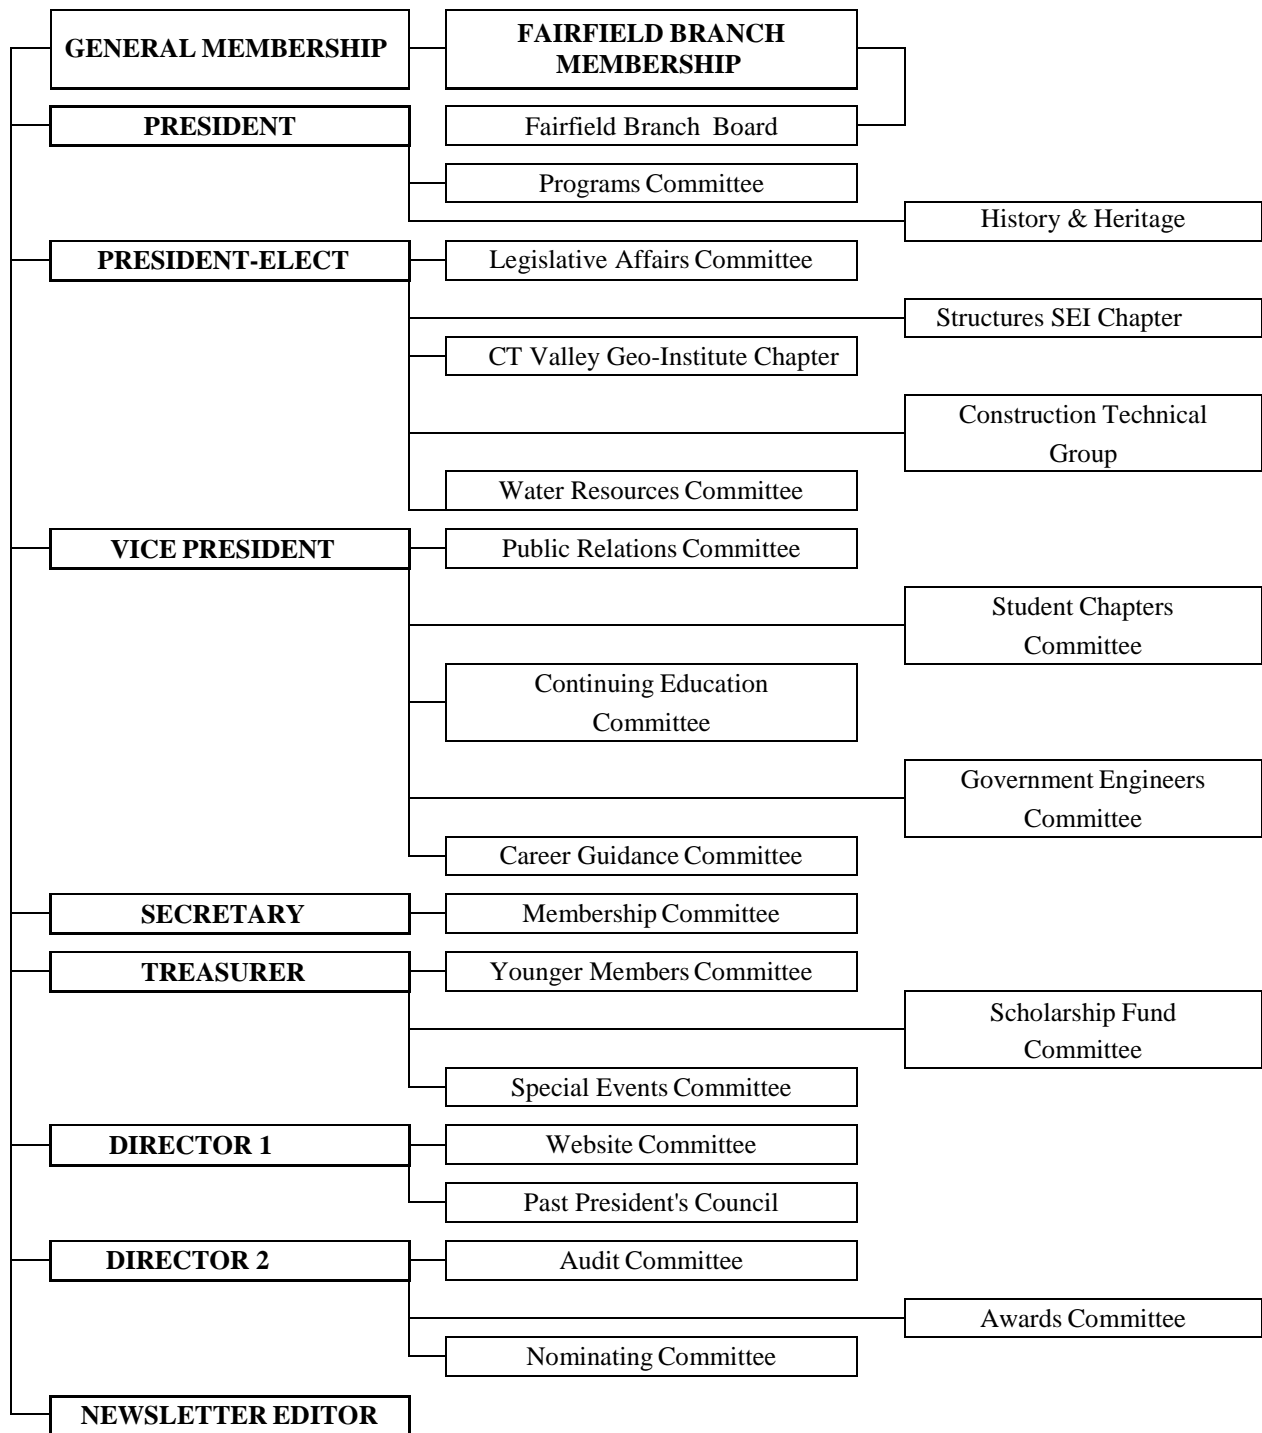 GENERAL MEMBERSHIP
FAIRFIELD BRANCH
MEMBERSHIP
PRESIDENT
Fairfield Branch Board
Programs Committee
History & Heritage
PRESIDENT-ELECT
Legislative Affairs Committee
Structures SEI Chapter
CT Valley Geo-Institute Chapter
Construction Technical
Group
Water Resources Committee
VICE PRESIDENT
Public Relations Committee
Student Chapters
Committee
Continuing Education
Committee
Government Engineers
Committee
Career Guidance Committee
SECRETARY
Membership Committee
TREASURER
Younger Members Committee
Scholarship Fund
Committee
Special Events Committee
DIRECTOR 1
Website Committee
Past President's Council
DIRECTOR 2
Audit Committee
Awards Committee
Nominating Committee
NEWSLETTER EDITOR